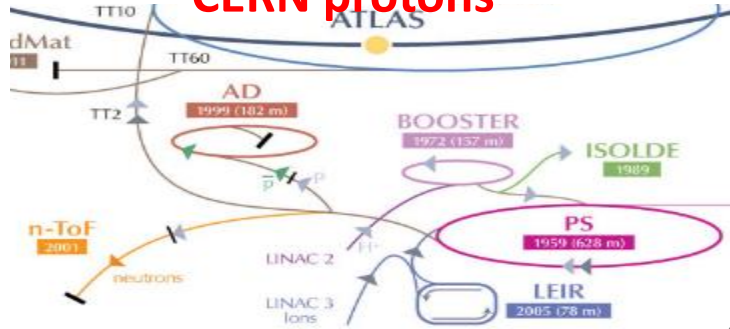 CERN protons
TT10
ATLAS
dMat
11
TT60
AD
1999 (182 m)
TT2
BOOSTER
1972 (157 m)
ISOLDE
1989
p
p
n-ToF
2001
PS
1959 (628 m)
LINAC 2
neutrons
LINAC 3
Ions
LEIR
2005 (78 m)